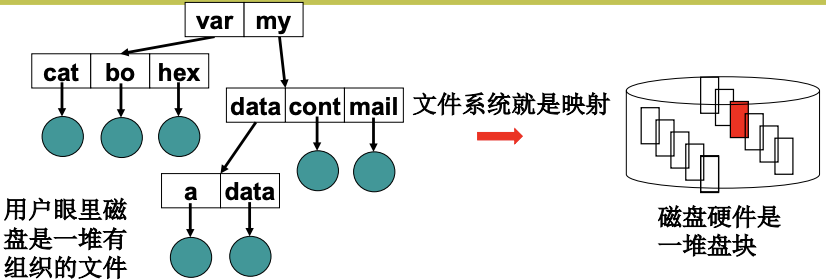 var my
cat bo hex
data cont mail
文件系统就是映射
a data
用户眼里磁
盘是一堆有
组织的文件
磁盘硬件是
一堆盘块